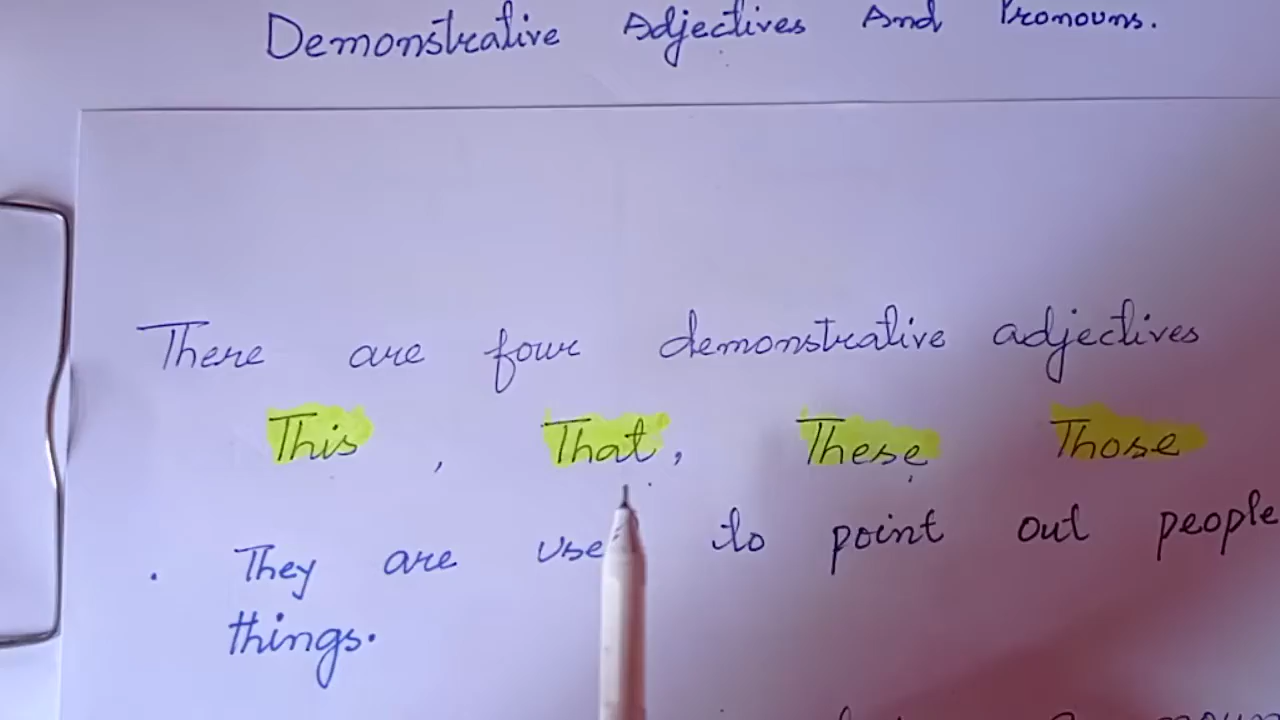 Demonstrative Adjectives And Pronouns.
There are four demonstrative adjectives
This , That, These Those
. They are use to point out people
things.